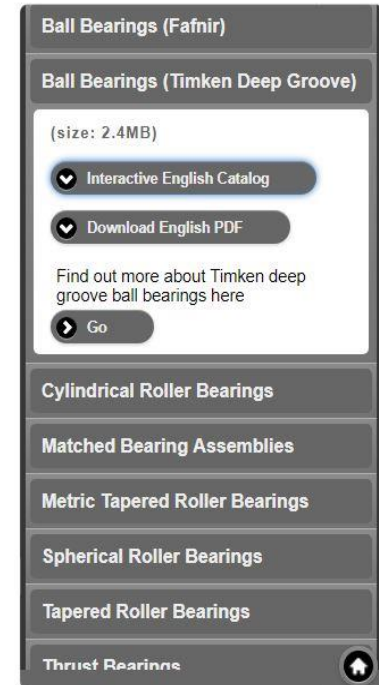 Ball Bearings (Fafnir)
Ball Bearings (Timken Deep Groove)
(size: 2.4MB)
Interactive English Catalog
Download English PDF
Find out more about Timken deep
groove ball bearings here
Go
Cylindrical Roller Bearings
Matched Bearing Assemblies
Metric Tapered Roller Bearings
Spherical Roller Bearings
Tapered Roller Bearings
Thrust Bearings